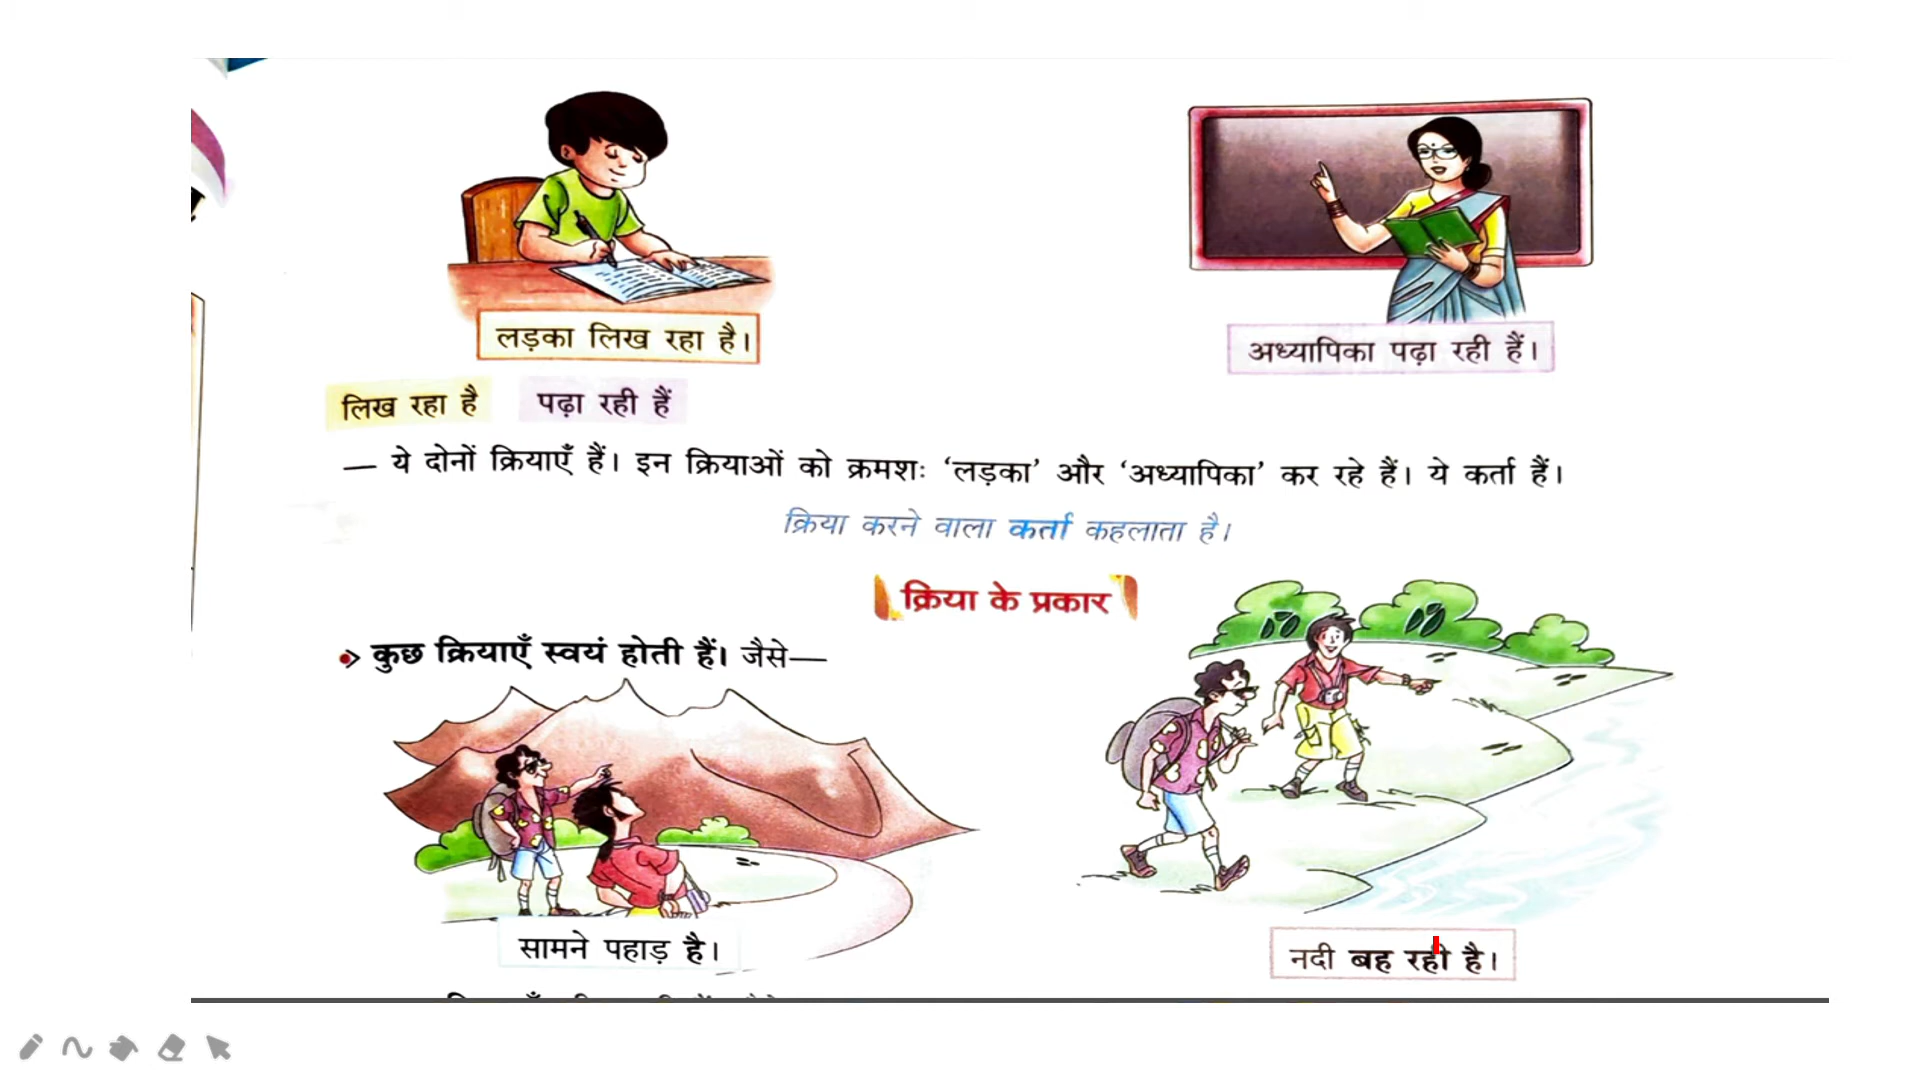 लड़का लिख रहा है।
अध्यापिका पढ़ा रही हैं।
लिख रहा है पढ़ा रही हैं
— ये दोनों क्रियाएँ हैं। इन क्रियाओं को क्रमशः ‘लड़का’ और ‘अध्यापिका’ कर रहे हैं। ये कर्ता हैं।
क्रिया करने वाला कर्ता कहलाता है।
क्रिया के प्रकार
कुछ क्रियाएँ स्वयं होती हैं। जैसे—
सामने पहाड़ है।
नदी बह रही है।